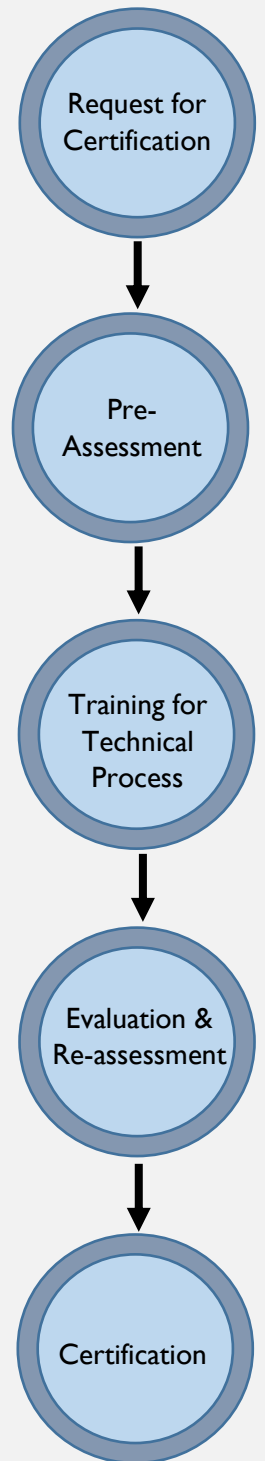 Request for
Certification
Pre-
Assessment
Training for
Technical
Process
Evaluation &
Re-assessment
Certification